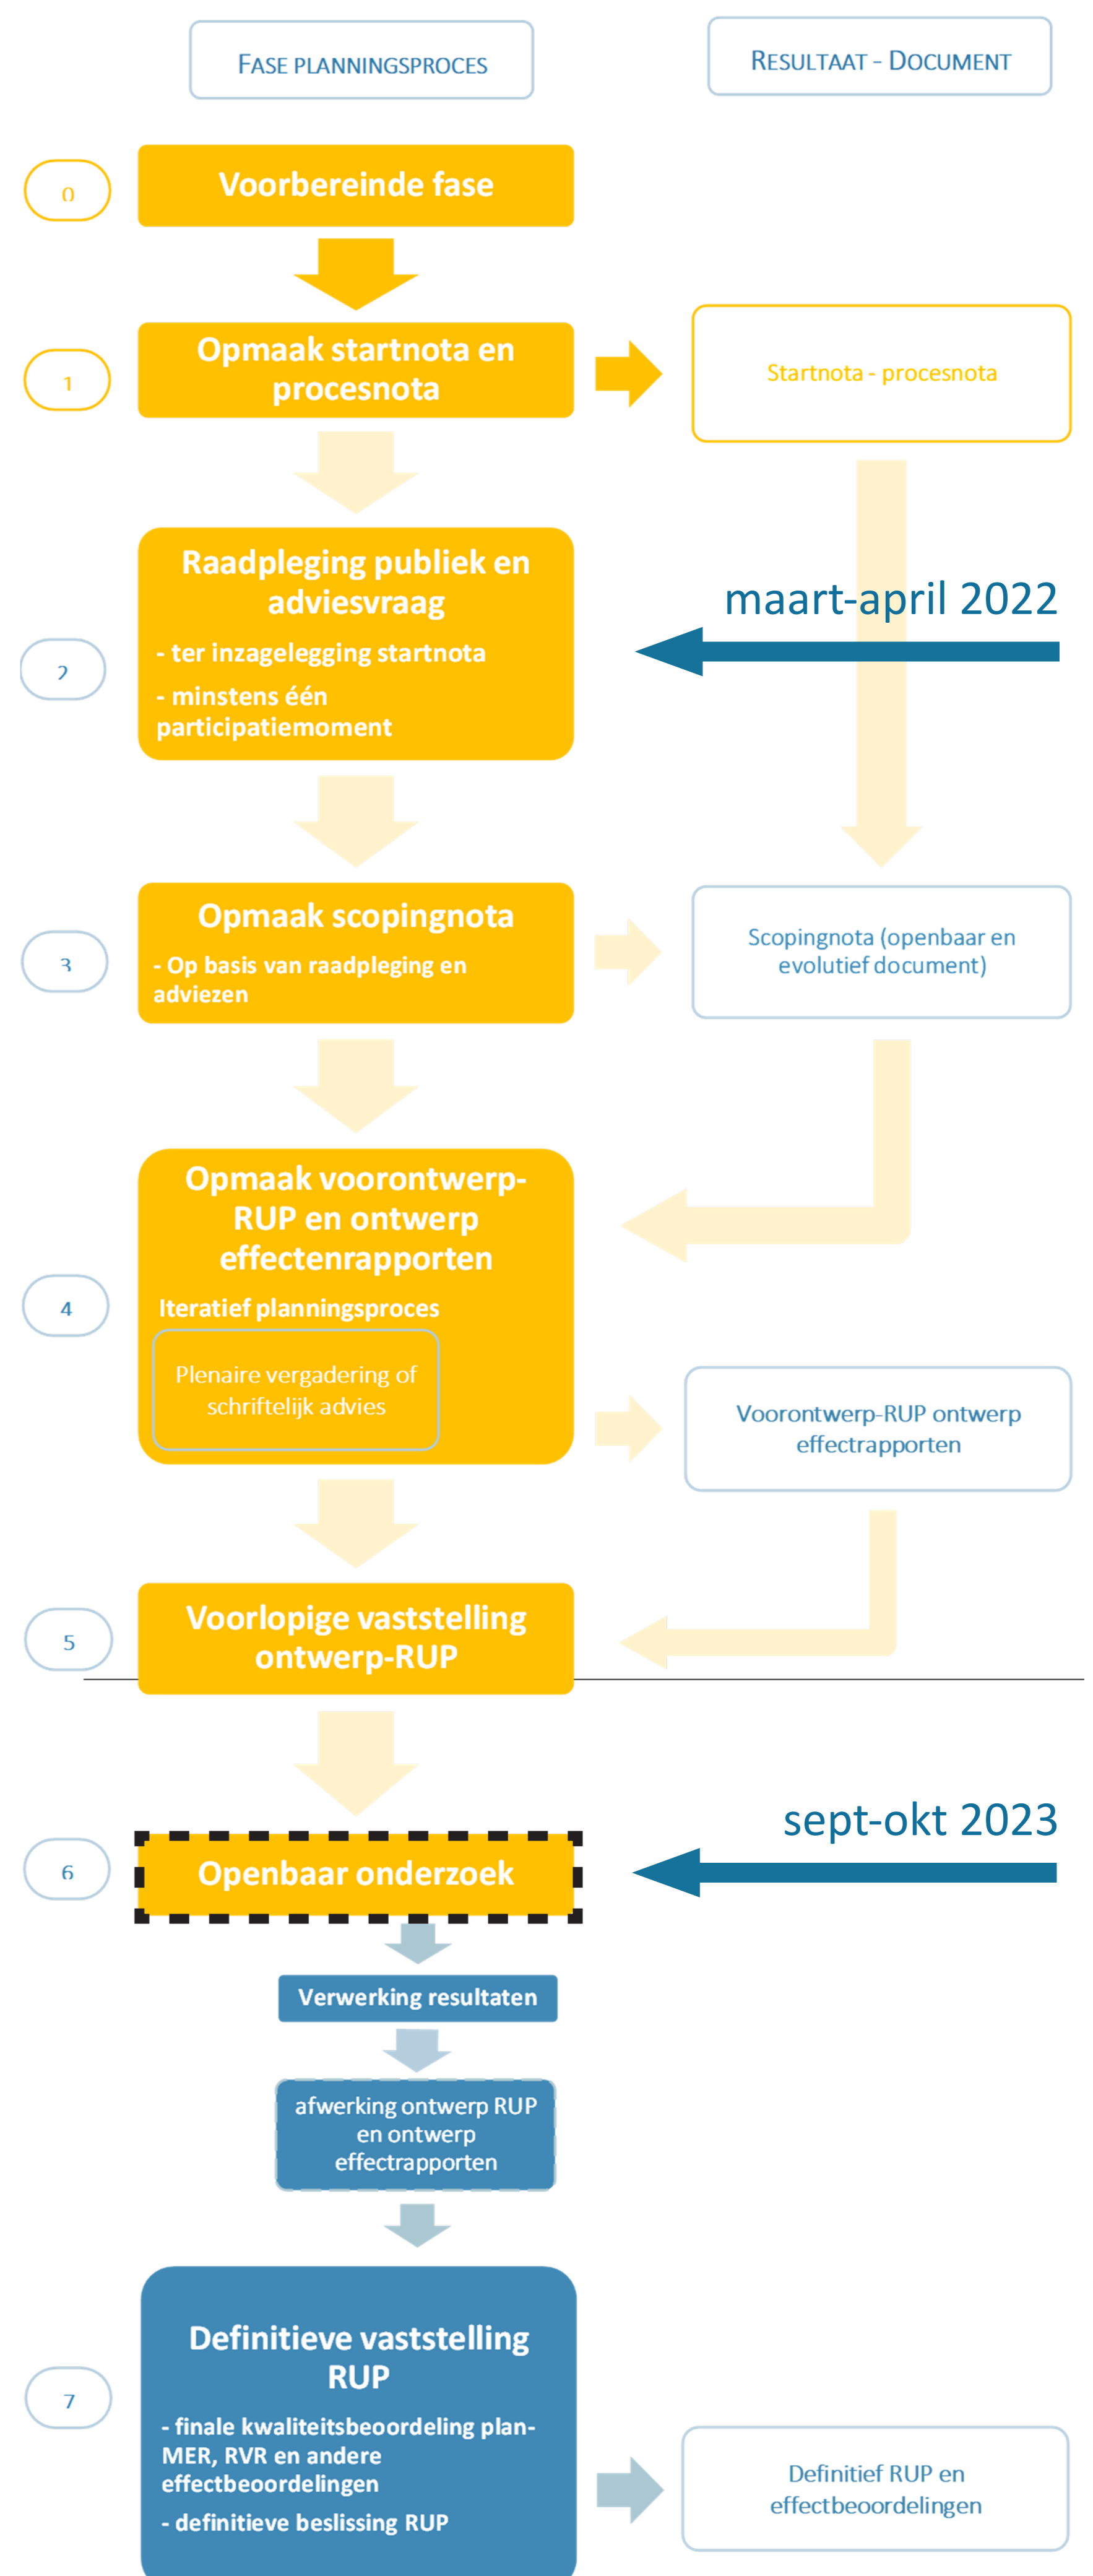 FASE PLANNINGSPROCES
RESULTAAT - DOCUMENT
0
Voorbereinde fase
1
Opmaak startnota en
procesnota
Startnota - procesnota
2
Raadpleging publiek en
adviesvraag
- ter inzagelegging startnota
- minstens één
participatiemoment
maart-april 2022
3
Opmaak scopingnota
- Op basis van raadpleging en
adviezen
Scopingnota (openbaar en
evolutief document)
4
Opmaak voorontwerp-
RUP en ontwerp
effectenrapporten
Iteratief planningsproces
Plenaire vergadering of
schriftelijk advies
Voorontwerp-RUP ontwerp
effectrapporten
5
Voorlopige vaststelling
ontwerp-RUP
6
Openbaar onderzoek
sept-okt 2023
Verwerking resultaten
afwerking ontwerp RUP
en ontwerp
effectrapporten
7
Definitieve vaststelling
RUP
- finale kwaliteitsbeoordeling plan-
MER, RVR en andere
effectbeoordelingen
- definitieve beslissing RUP
Definitief RUP en
effectbeoordelingen